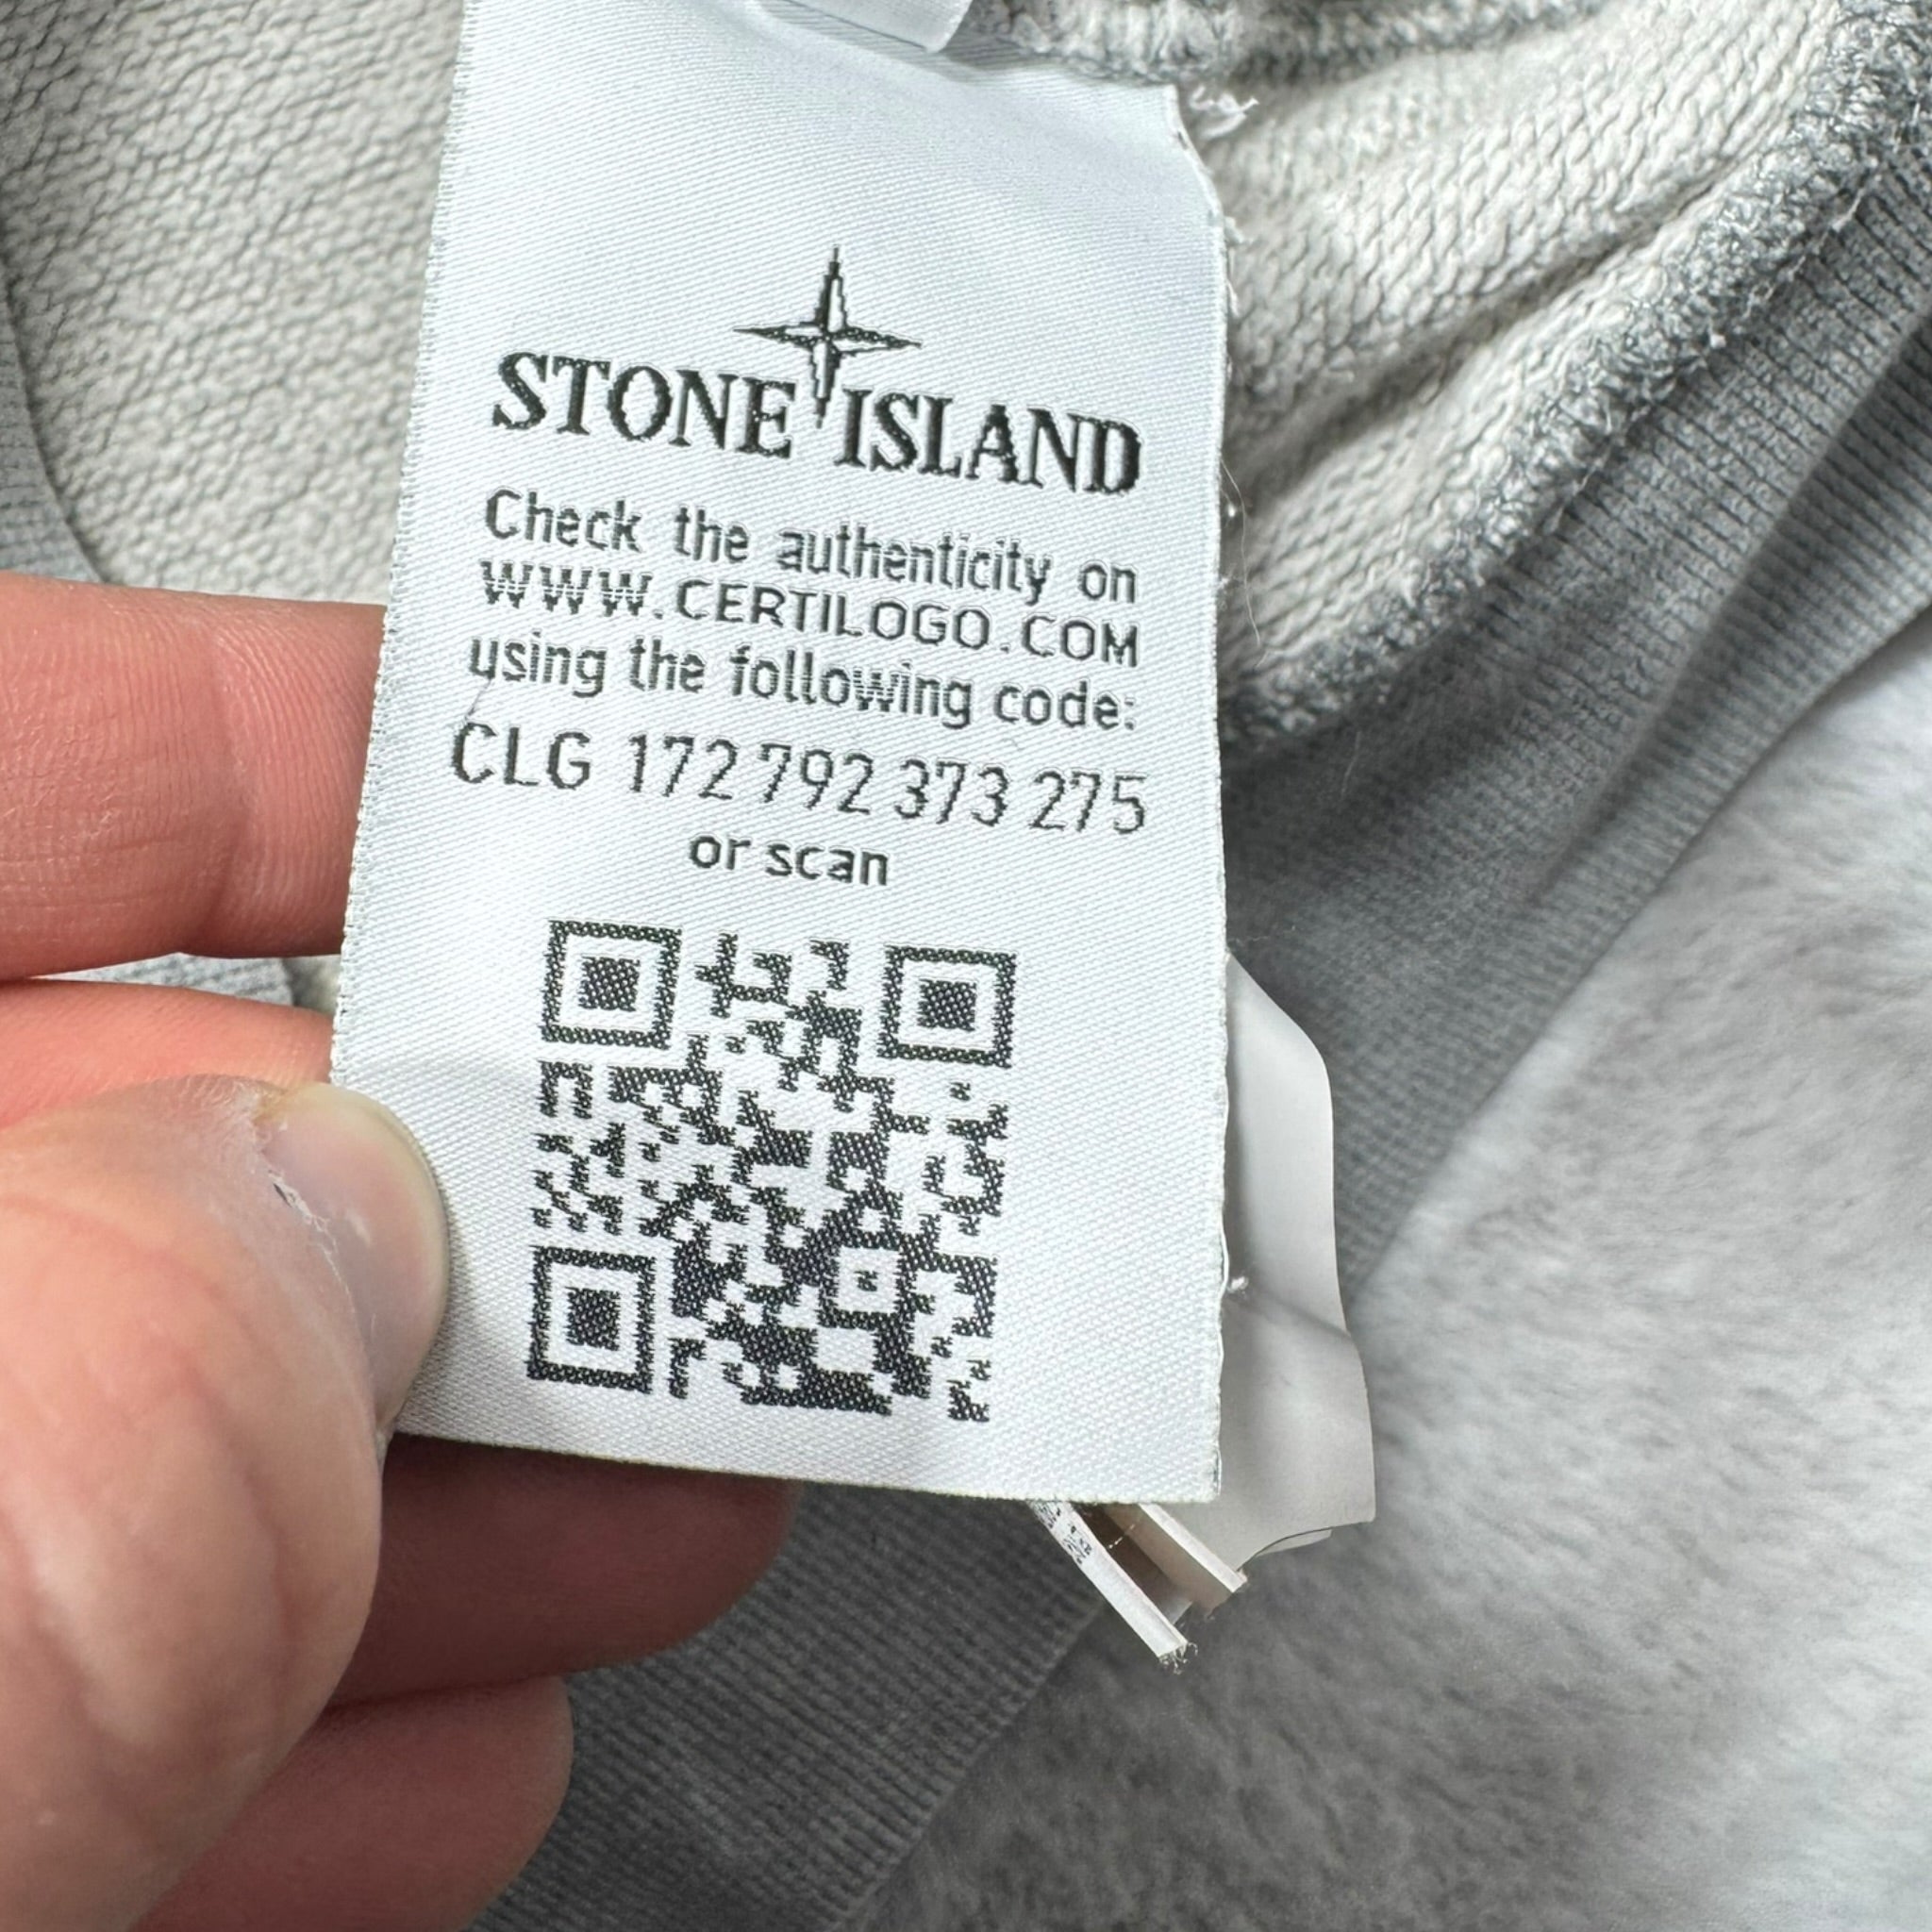 STONE ISLAND
Check the authenticity on
WWW.CERTILOGO.COM
using the following code:
CLG 172 792 373 275
or scan